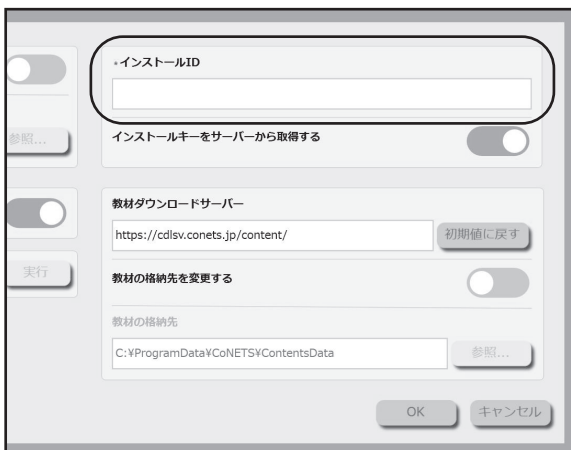 *インストールID
参照...
インストールキーをサーバーから取得する
教材ダウンロードサーバー
https://cdlsv.conets.jp/content/
初期値に戻す
実行
教材の格納先を変更する
教材の格納先
C:¥ProgramData¥CoNETS¥ContentsData
参照...
OK
キャンセル